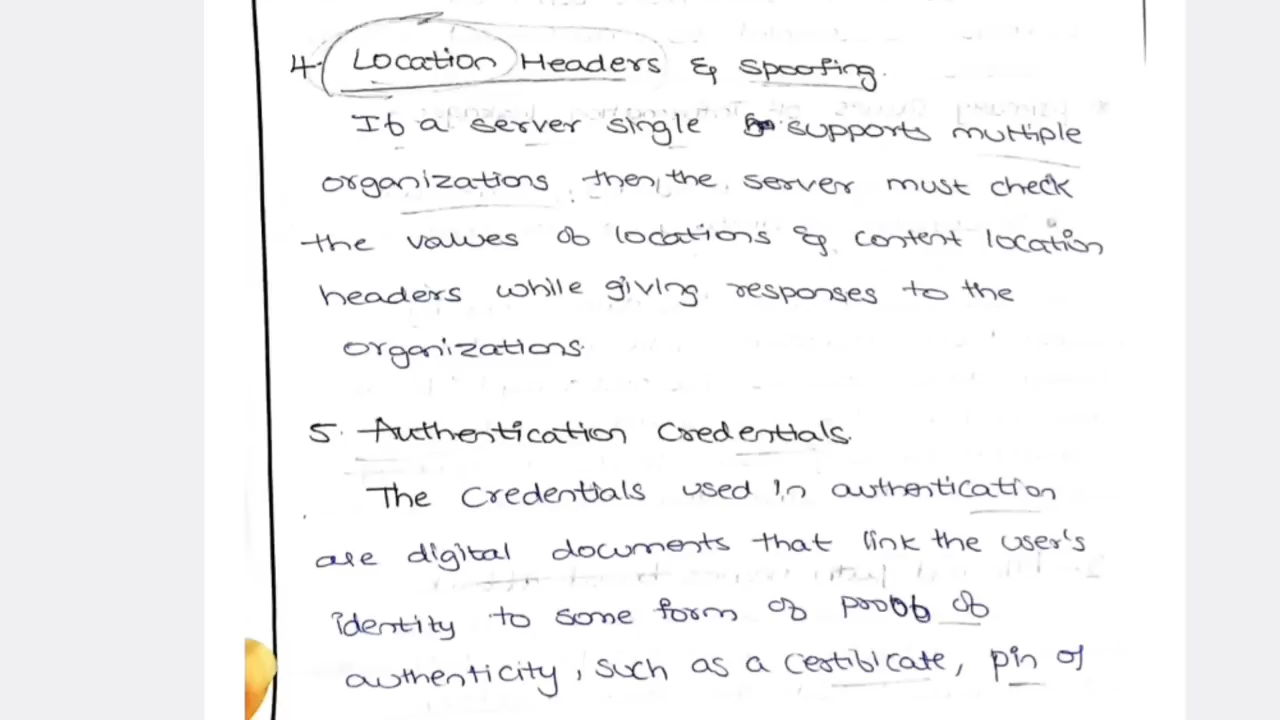 4. Location Headers & Spoofing.
If a server single supports multiple
organizations, then, the server must check
the values of locations & content location
headers while giving responses to the
organizations.
5. Authentication Credentials.
The credentials used in authentication
are digital documents that link the user's
identity to some form of proof of
authenticity, such as a certificate, pin of